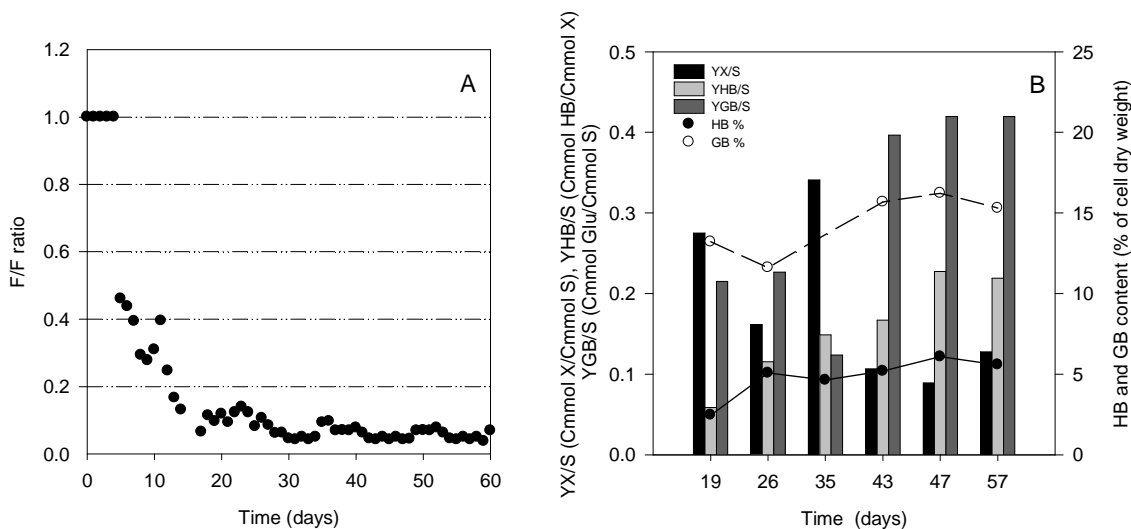 A
1.2
1.0
0.8
0.6
0.4
0.2
0.0
F/F ratio
0 10 20 30 40 50 60
Time (days)
B
YX/S
YHB/S
YGB/S
HB %
GB %
0.5
0.4
0.3
0.2
0.1
0.0
YX/S (Cmmol X/Cmmol S), YHB/S (Cmmol HB/Cmmol X)
YGB/S (Cmmol Glu/Cmmol S)
25
20
15
10
5
0
HB and GB content (% of cell dry weight)
19 26 35 43 47 57
Time (days)